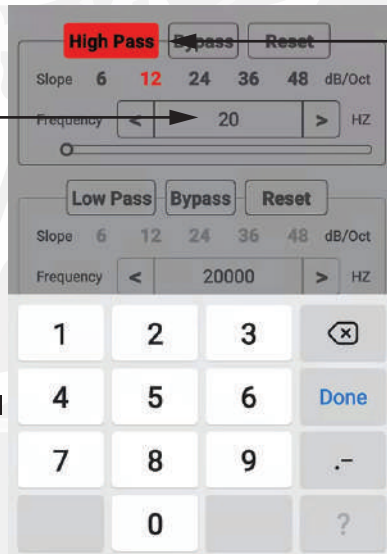 High Pass Bypass Reset
Slope 6 12 24 36 48 dB/Oct
Frequency < 20 > HZ
Low Pass Bypass Reset
Slope 6 12 24 36 48 dB/Oct
Frequency < 20000 > HZ
1 2 3
4 5 6 Done
7 8 9 .-
0 ?